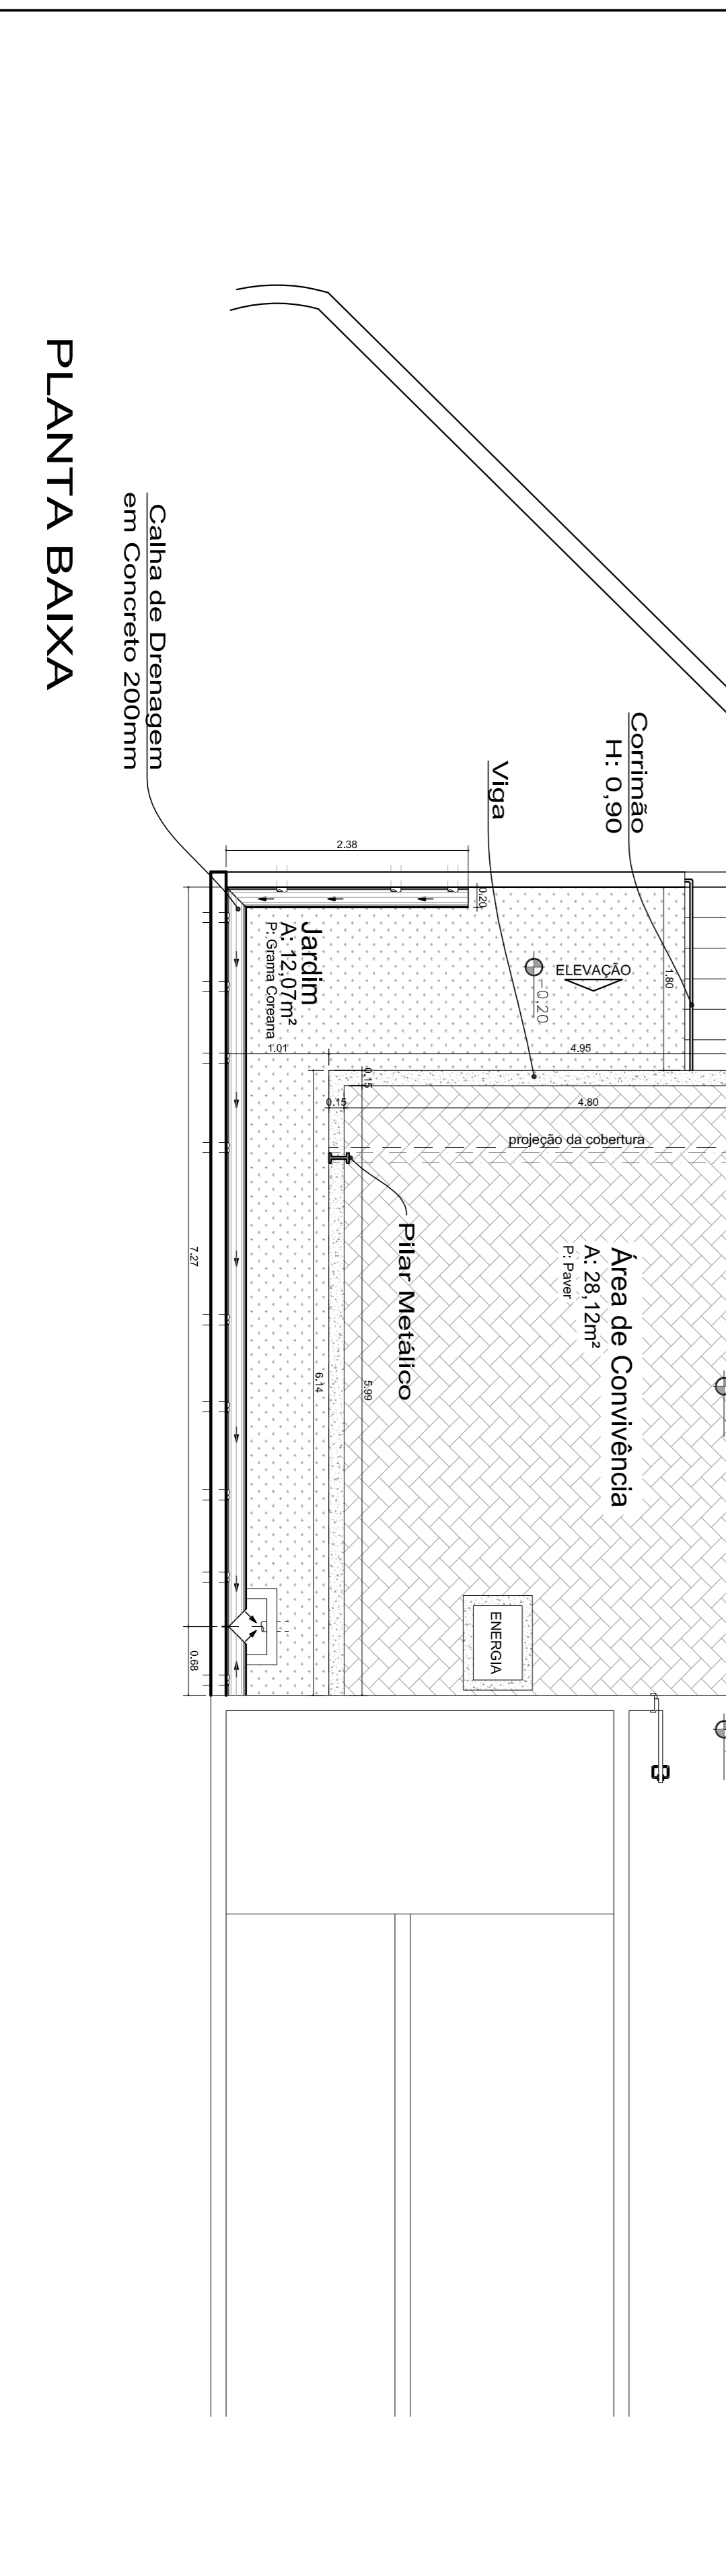 PLANTA BAIXA
Calha de Drenagem
em Concreto 200mm
Corrimão
H: 0,90
Viga
2.38
0.20
Jardim
A: 12,07m²
P: Grama Coreana
-0,20
ELEVAÇÃO
1.80
1.01
4.95
0.15
0.15
4.80
projeção da cobertura
Pilar Metálico
Área de Convivência
A: 28,12m²
P: Paver
7.27
6.14
5.99
ENERGIA
0.68